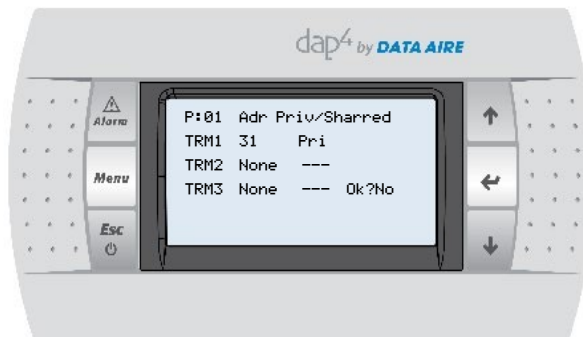 dap4 by DATA AIRE
Alarm
Menu
Esc
P:01 Adr Priv/Sharred
TRM1 31 Pri
TRM2 None ---
TRM3 None --- Ok?No